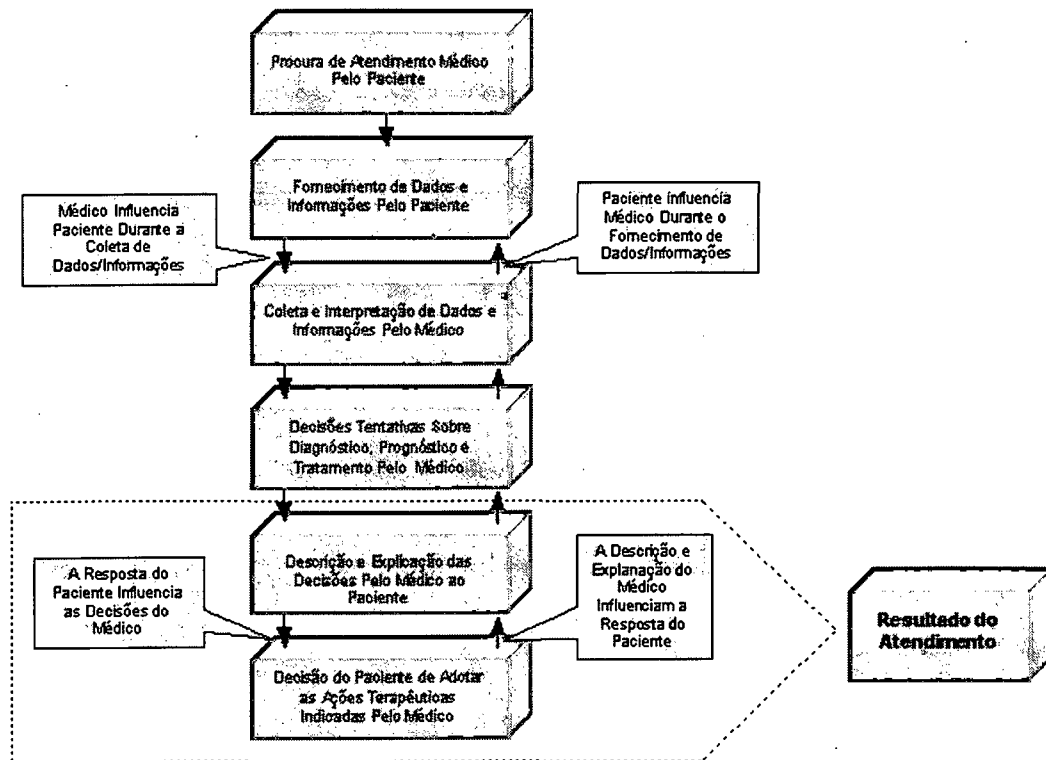 Procura de Atendimento Médico
Pelo Paciente
Fornecimento de Dados e
Informações Pelo Paciente
Médico Influencia
Paciente Durante a
Coleta de
Dados/Informações
Paciente influencia
Médico Durante o
Fornecimento de
Dados/Informações
Coleta e Interpretação de Dados e
Informações Pelo Médico
Decisões Tentativas Sobre
Diagnóstico, Prognóstico e
Tratamento Pelo Médico
Descrição e Explicação das
Decisões Pelo Médico ao
Paciente
A Resposta do
Paciente Influencia
as Decisões do
Médico
A Descrição e
Explanação do
Médico
Influenciam a
Resposta do
Paciente
Decisão do Paciente de Adotar
as Ações Terapêuticas
Indicadas Pelo Médico
Resultado do
Atendimento